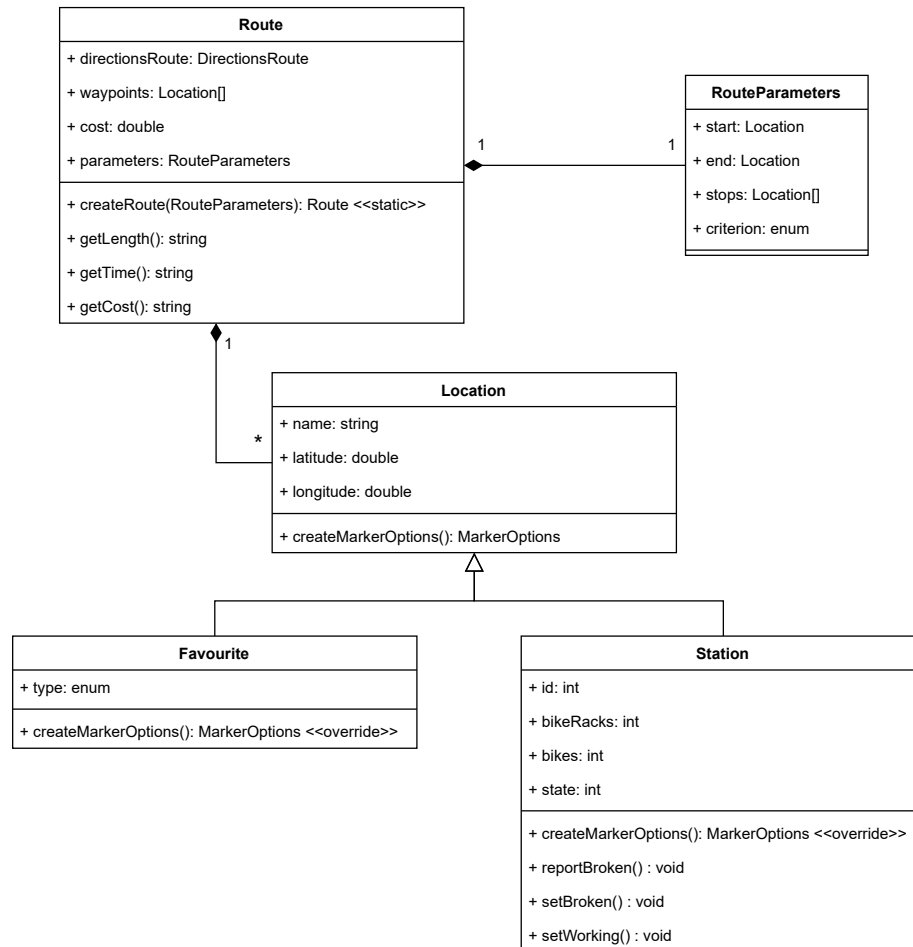 Route
+ directionsRoute: DirectionsRoute
+ waypoints: Location[]
+ cost: double
+ parameters: RouteParameters
+ createRoute(RouteParameters): Route <<static>>
+ getLength(): string
+ getTime(): string
+ getCost(): string
1
1
RouteParameters
+ start: Location
+ end: Location
+ stops: Location[]
+ criterion: enum
1
*
Location
+ name: string
+ latitude: double
+ longitude: double
+ createMarkerOptions(): MarkerOptions
Favourite
+ type: enum
+ createMarkerOptions(): MarkerOptions <<override>>
Station
+ id: int
+ bikeRacks: int
+ bikes: int
+ state: int
+ createMarkerOptions(): MarkerOptions <<override>>
+ reportBroken() : void
+ setBroken() : void
+ setWorking() : void